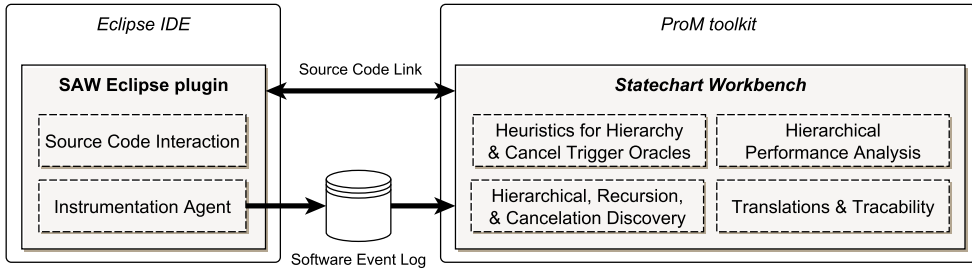 Eclipse IDE
SAW Eclipse plugin
Source Code Interaction
Instrumentation Agent
Source Code Link
Software Event Log
ProM toolkit
Statechart Workbench
Heuristics for Hierarchy
& Cancel Trigger Oracles
Hierarchical
Performance Analysis
Hierarchical, Recursion,
& Cancelation Discovery
Translations & Tracability